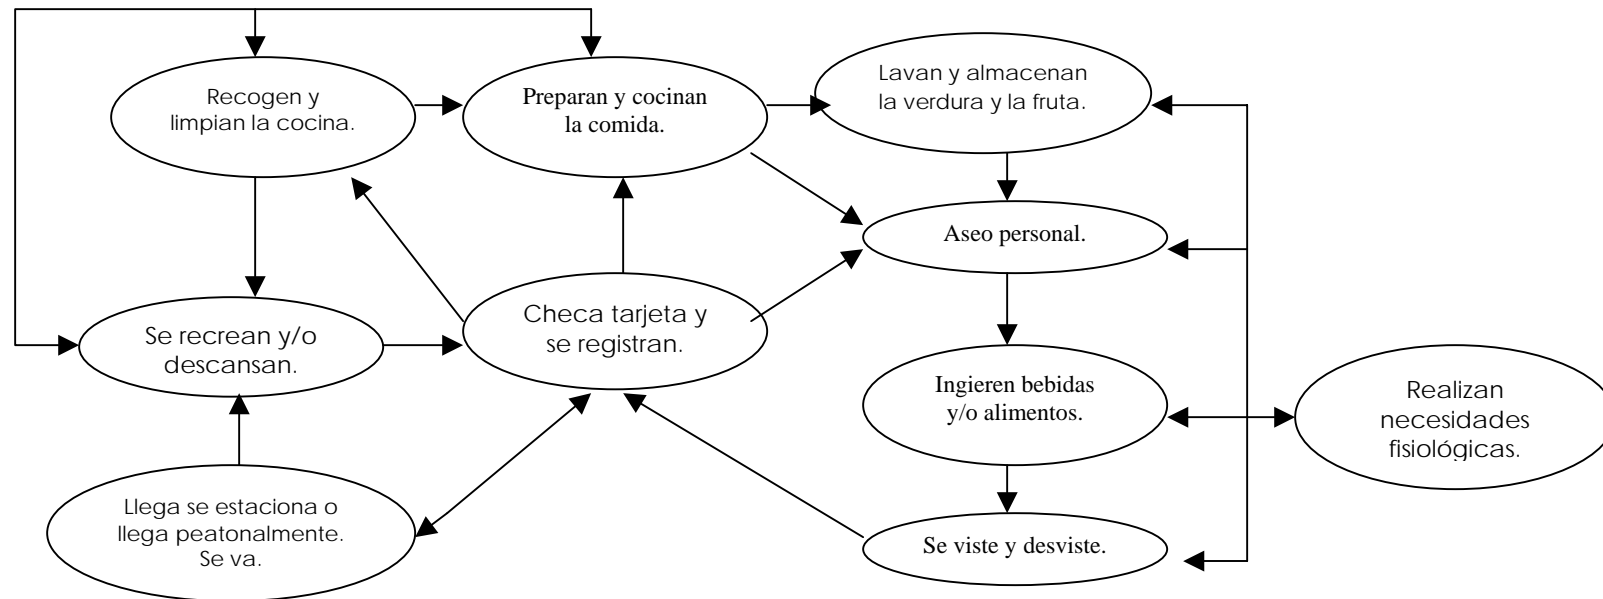 Recogen y
limpian la cocina.
Preparan y cocinan
la comida.
Lavan y almacenan
la verdura y la fruta.
Aseo personal.
Se recrean y/o
descansan.
Checa tarjeta y
se registran.
Ingieren bebidas
y/o alimentos.
Realizan
necesidades
fisiológicas.
Llega se estaciona o
llega peatonalmente.
Se va.
Se viste y desviste.